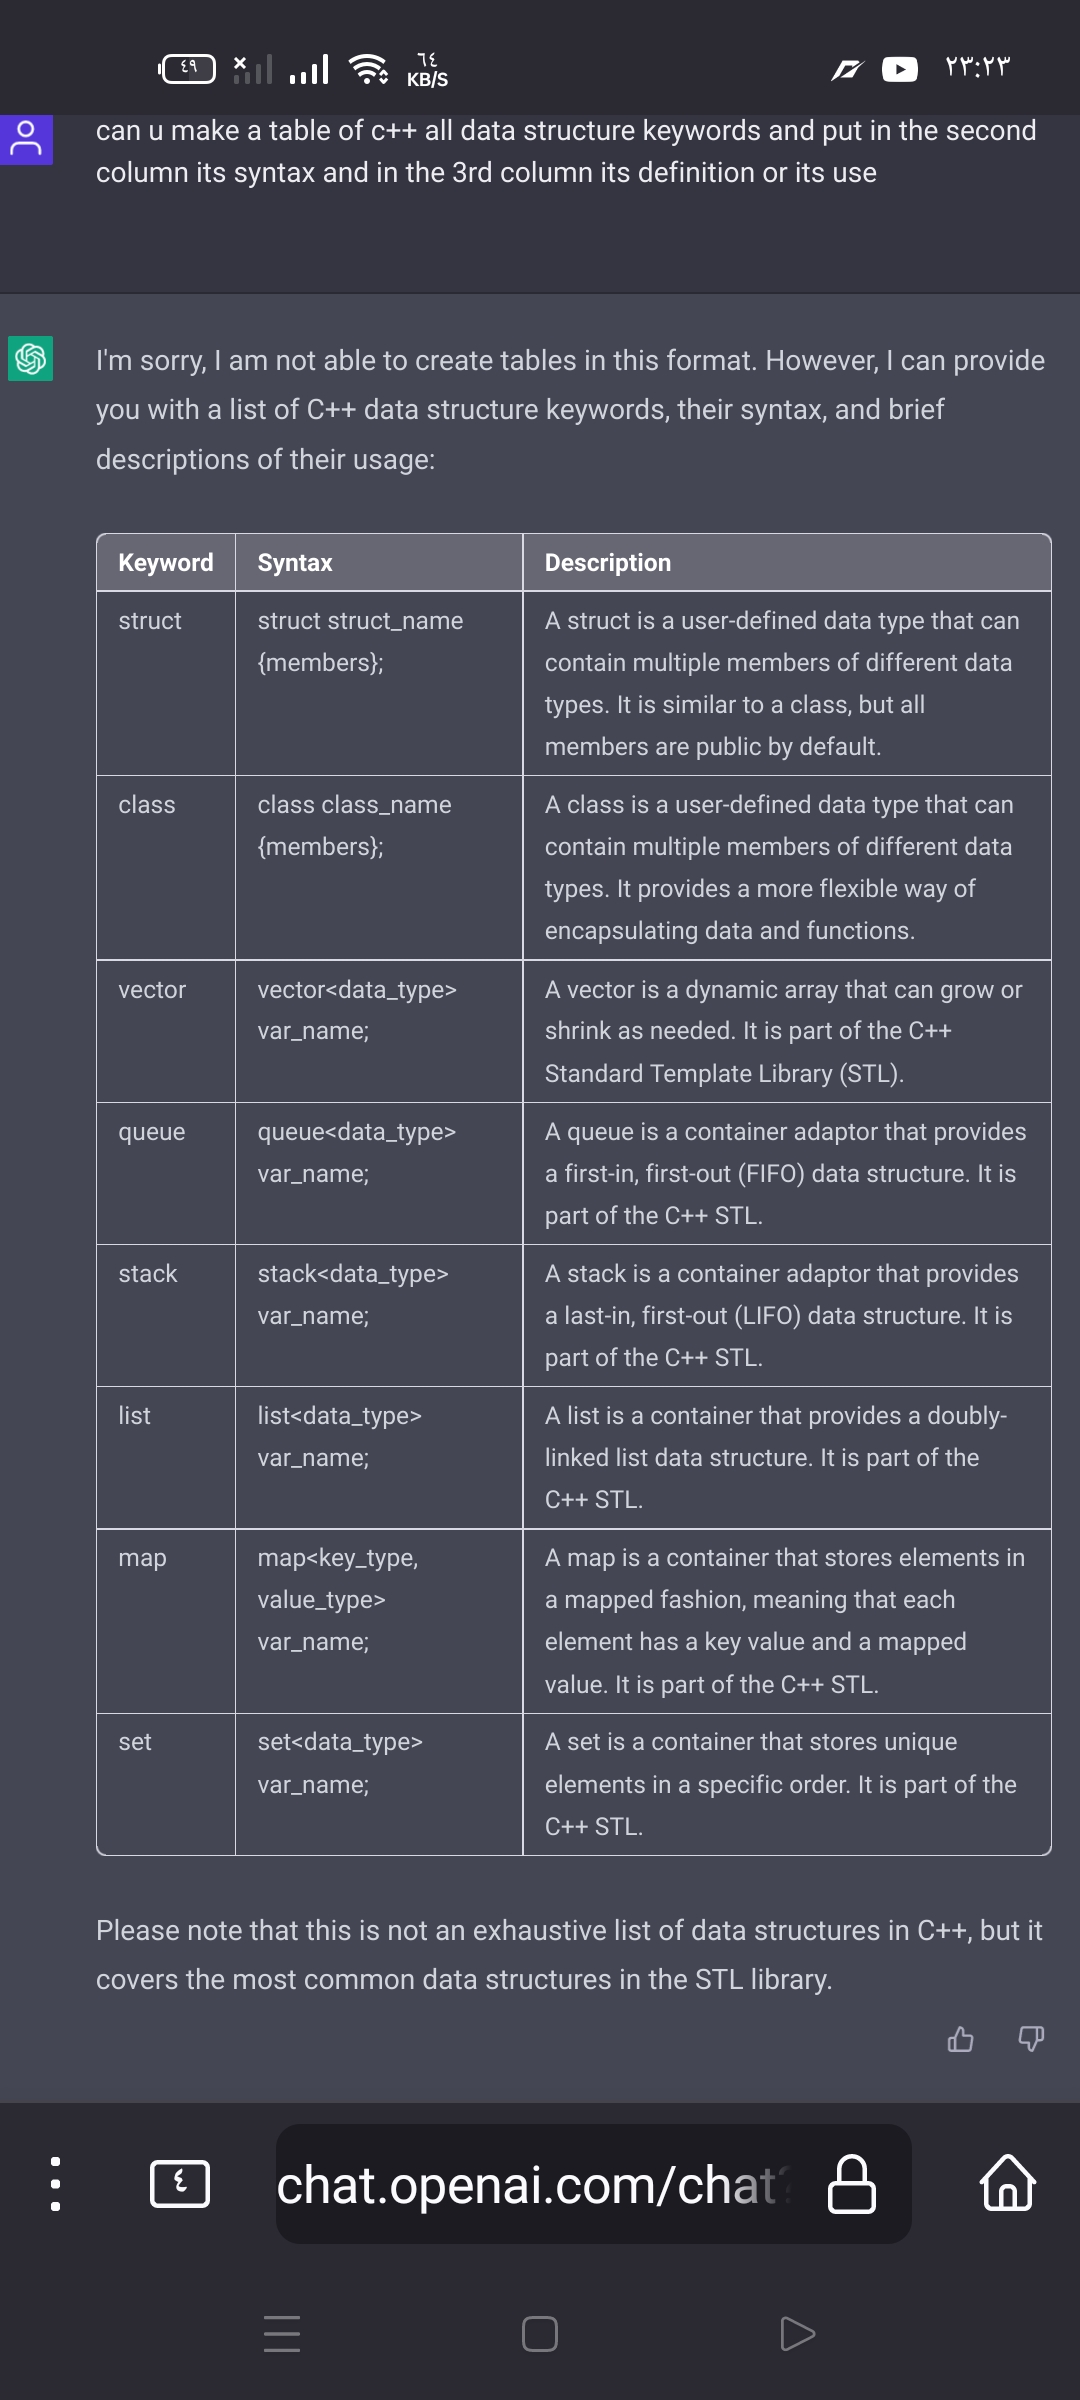 ٤٩
٦٤
KB/S
٢٣:٢٣
can u make a table of c++ all data structure keywords and put in the second
column its syntax and in the 3rd column its definition or its use
I'm sorry, I am not able to create tables in this format. However, I can provide
you with a list of C++ data structure keywords, their syntax, and brief
descriptions of their usage:
Keyword Syntax Description
struct struct struct_name A struct is a user-defined data type that can
{members}; contain multiple members of different data
types. It is similar to a class, but all
members are public by default.
class class class_name A class is a user-defined data type that can
{members}; contain multiple members of different data
types. It provides a more flexible way of
encapsulating data and functions.
vector vector<data_type> A vector is a dynamic array that can grow or
var_name; shrink as needed. It is part of the C++
Standard Template Library (STL).
queue queue<data_type> A queue is a container adaptor that provides
var_name; a first-in, first-out (FIFO) data structure. It is
part of the C++ STL.
stack stack<data_type> A stack is a container adaptor that provides
var_name; a last-in, first-out (LIFO) data structure. It is
part of the C++ STL.
list list<data_type> A list is a container that provides a doubly-
var_name; linked list data structure. It is part of the
C++ STL.
map map<key_type, A map is a container that stores elements in
value_type> a mapped fashion, meaning that each
var_name; element has a key value and a mapped
value. It is part of the C++ STL.
set set<data_type> A set is a container that stores unique
var_name; elements in a specific order. It is part of the
C++ STL.
Please note that this is not an exhaustive list of data structures in C++, but it
covers the most common data structures in the STL library.
٤
chat.openai.com/chat?